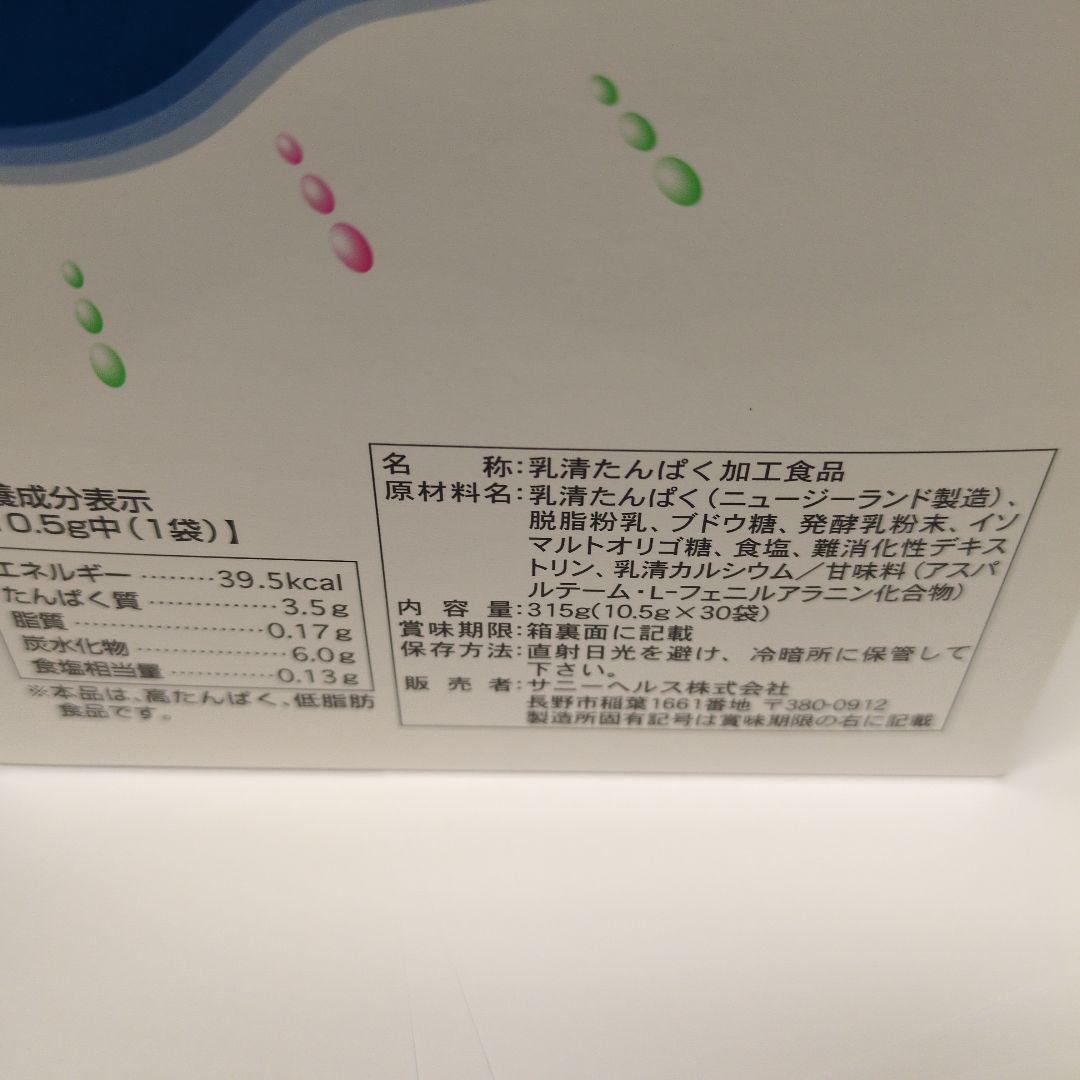 養成分表示
0.5g中（1袋）】
エネルギー………39.5kcal
たんぱく質……………3.5g
脂質……………………0.17g
炭水化物………………6.0g
食塩相当量……………0.13g
※本品は、高たんぱく、低脂肪
食品です。
名 称：乳清たんぱく加工食品
原材料名：乳清たんぱく（ニュージーランド製造）、
脱脂粉乳、ブドウ糖、発酵乳粉末、イソ
マルトオリゴ糖、食塩、難消化性デキス
トリン、乳清カルシウム／甘味料（アスパ
ルテーム・L-フェニルアラニン化合物）
内容量：315g(10.5g×30袋)
賞味期限：箱裏面に記載
保存方法：直射日光を避け、冷暗所に保管して
下さい。
販売者：サニーヘルス株式会社
長野市稲葉1661番地 〒380-0912
製造所固有記号は賞味期限の右に記載